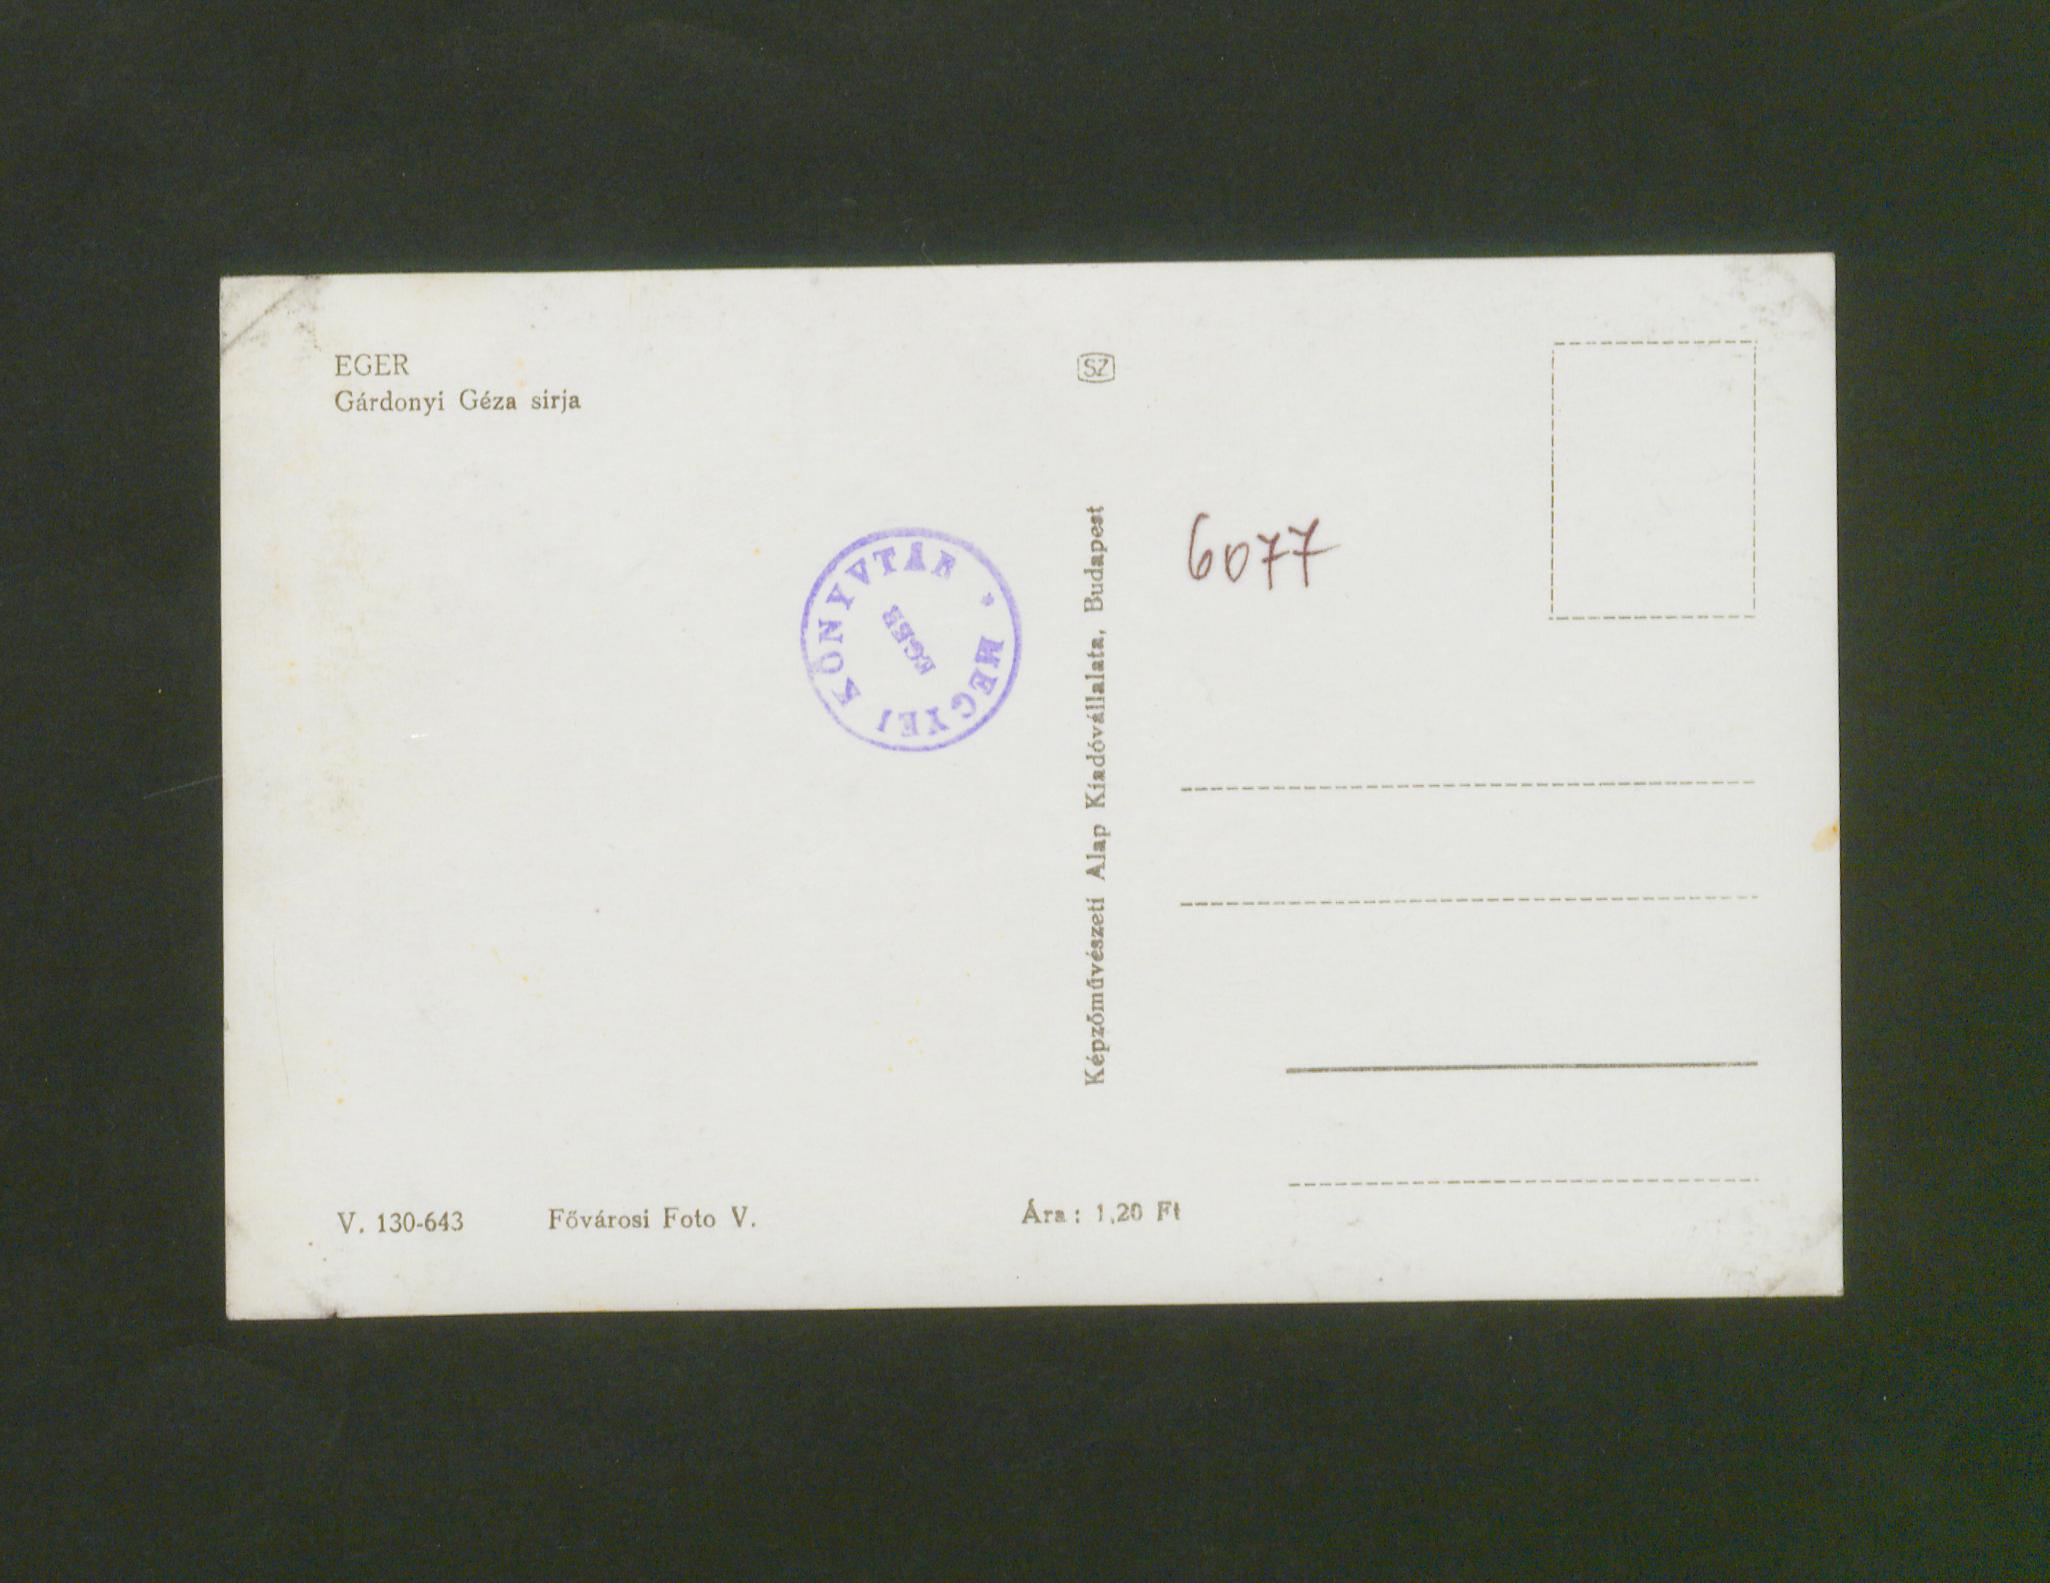 EGER
Gárdonyi Géza sirja
SZ
MEGYEI KÖNYVTÁR
EGER
Képzőművészeti Alap Kiadóvállalata, Budapest
6077
V. 130-643 Fővárosi Foto V. Ára: 1,20 Ft